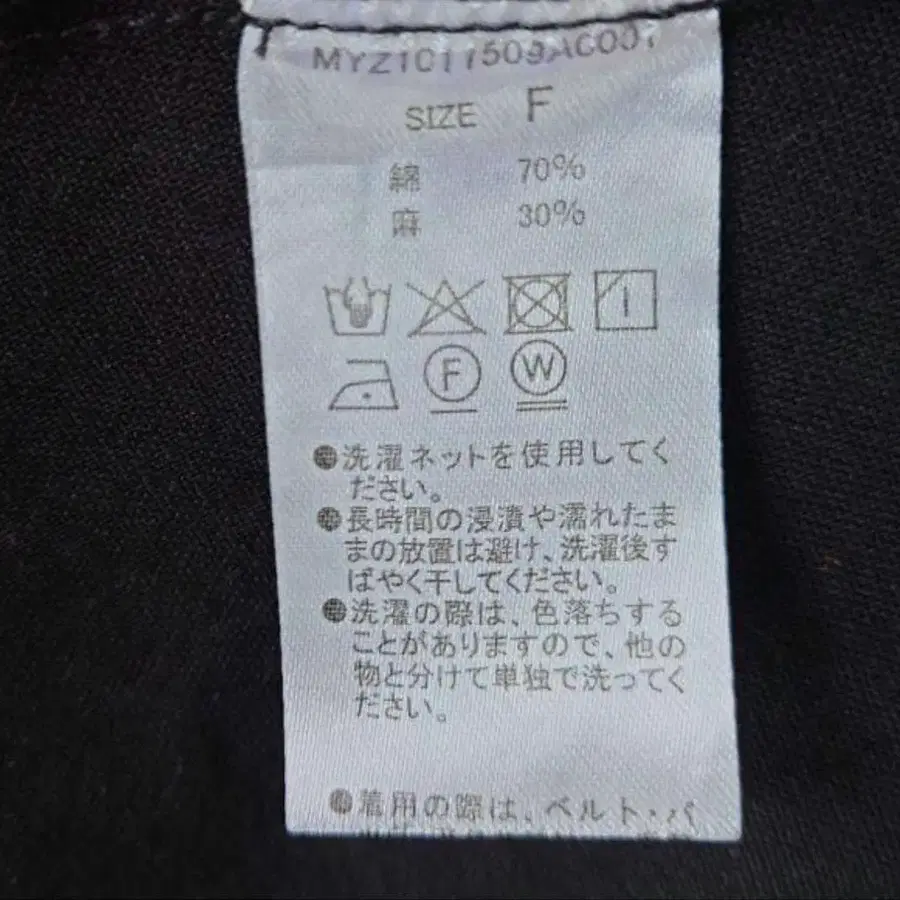 MYZ1011509AC007
SIZE F
綿 70%
麻 30%
F W
●洗濯ネットを使用してく
ださい。
●長時間の浸漬や濡れたま
まの放置は避け、洗濯後す
ばやく干してください。
●洗濯の際は、色落ちする
ことがありますので、他の
物と分けて単独で洗ってく
ださい。
●着用の際は、ベルト・バ